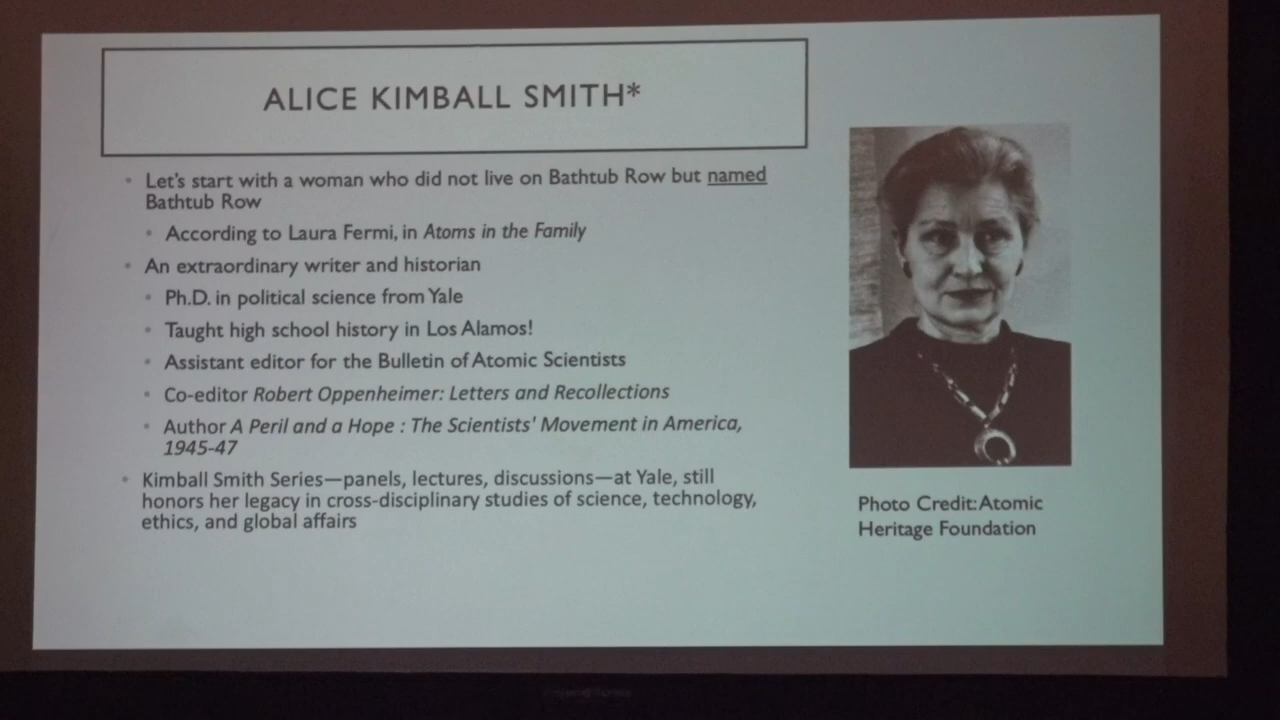 ALICE KIMBALL SMITH*
• Let's start with a woman who did not live on Bathtub Row but named
Bathtub Row
• According to Laura Fermi, in Atoms in the Family
• An extraordinary writer and historian
• Ph.D. in political science from Yale
• Taught high school history in Los Alamos!
• Assistant editor for the Bulletin of Atomic Scientists
• Co-editor Robert Oppenheimer: Letters and Recollections
• Author A Peril and a Hope : The Scientists' Movement in America,
1945-47
• Kimball Smith Series—panels, lectures, discussions—at Yale, still
honors her legacy in cross-disciplinary studies of science, technology,
ethics, and global affairs
Photo Credit: Atomic
Heritage Foundation